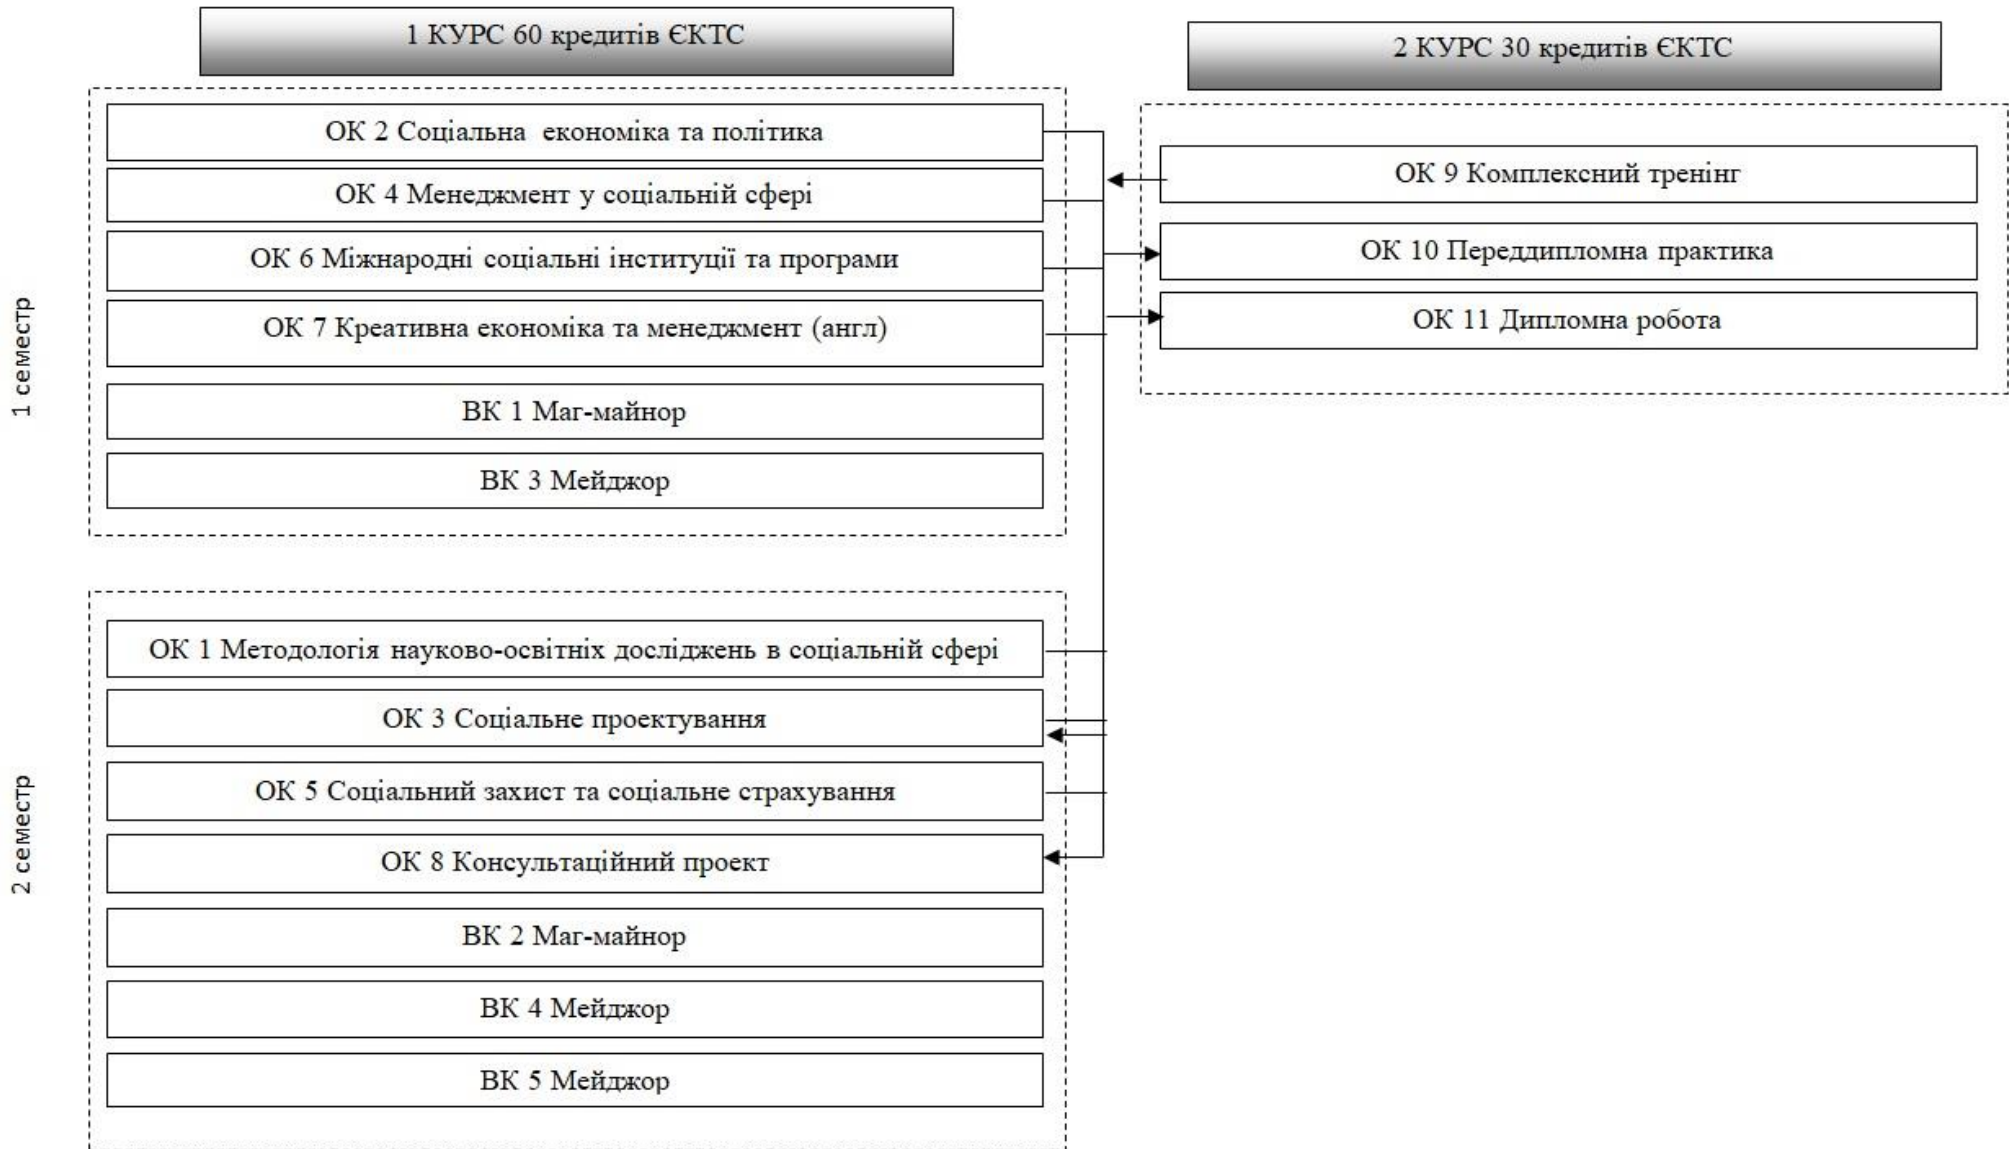 1 КУРС 60 кредитів ЄКТС
1 семестр
ОК 2 Соціальна економіка та політика
ОК 4 Менеджмент у соціальній сфері
ОК 6 Міжнародні соціальні інституції та програми
ОК 7 Креативна економіка та менеджмент (англ)
ВК 1 Маг-майнор
ВК 3 Мейджор
2 семестр
ОК 1 Методологія науково-освітніх досліджень в соціальній сфері
ОК 3 Соціальне проектування
ОК 5 Соціальний захист та соціальне страхування
ОК 8 Консультаційний проект
ВК 2 Маг-майнор
ВК 4 Мейджор
ВК 5 Мейджор
2 КУРС 30 кредитів ЄКТС
ОК 9 Комплексний тренінг
ОК 10 Переддипломна практика
ОК 11 Дипломна робота